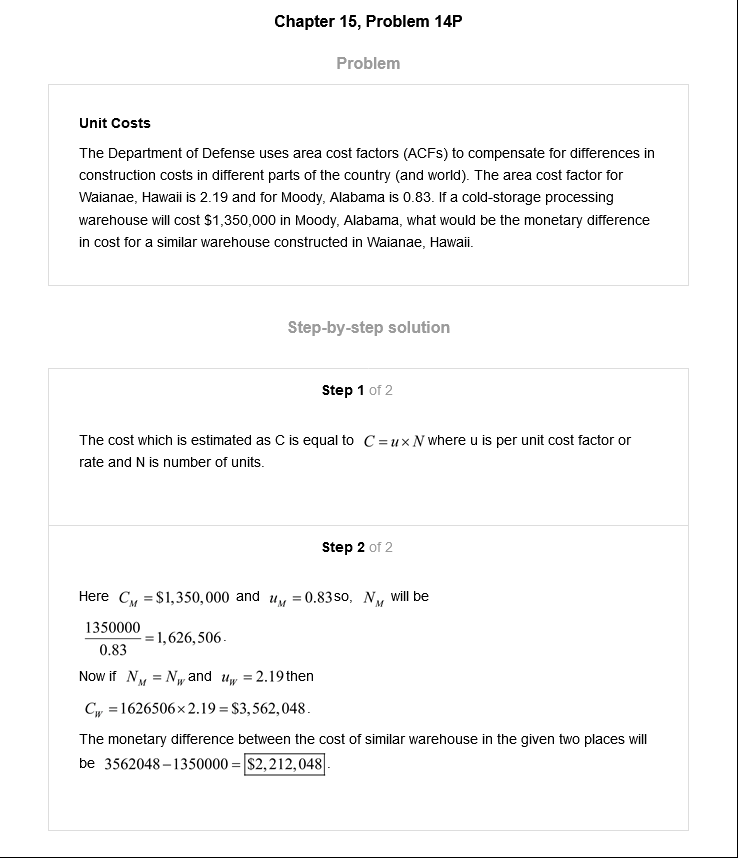 Chapter 15, Problem 14P
Problem
Unit Costs
The Department of Defense uses area cost factors (ACFs) to compensate for differences in
construction costs in different parts of the country (and world). The area cost factor for
Waianae, Hawaii is 2.19 and for Moody, Alabama is 0.83. If a cold-storage processing
warehouse will cost $1,350,000 in Moody, Alabama, what would be the monetary difference
in cost for a similar warehouse constructed in Waianae, Hawaii.
Step-by-step solution
Step 1 of 2
The cost which is estimated as C is equal to C = u × N where u is per unit cost factor or
rate and N is number of units.
Step 2 of 2
Here C_M = $1,350,000 and u_M = 0.83 so, N_M will be
1350000
0.83
= 1,626,506.
Now if N_M = N_W and u_W = 2.19 then
C_W = 1626506 × 2.19 = $3,562,048.
The monetary difference between the cost of similar warehouse in the given two places will
be 3562048 − 1350000 = $2,212,048.